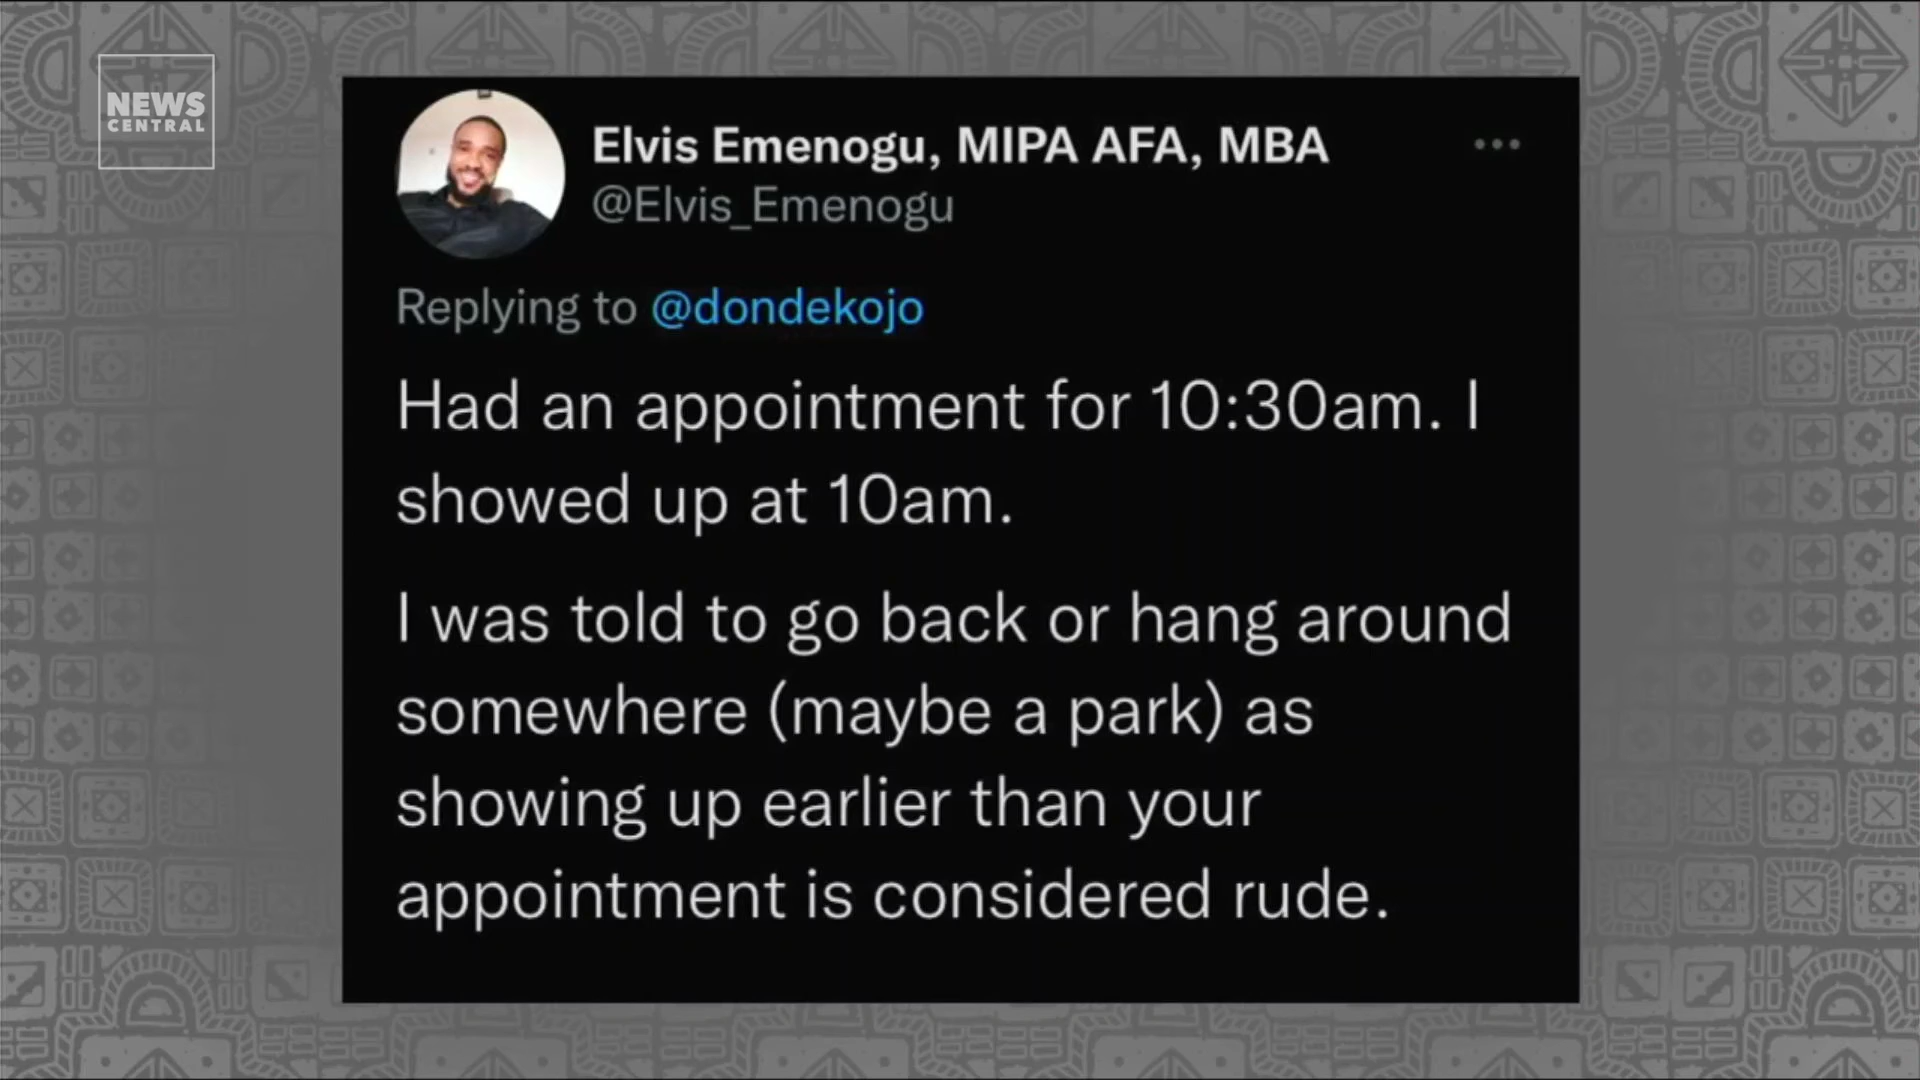 NEWS
CENTRAL
Elvis Emenogu, MIPA AFA, MBA
@Elvis_Emenogu
Replying to @dondekojo
Had an appointment for 10:30am. I
showed up at 10am.
I was told to go back or hang around
somewhere (maybe a park) as
showing up earlier than your
appointment is considered rude.